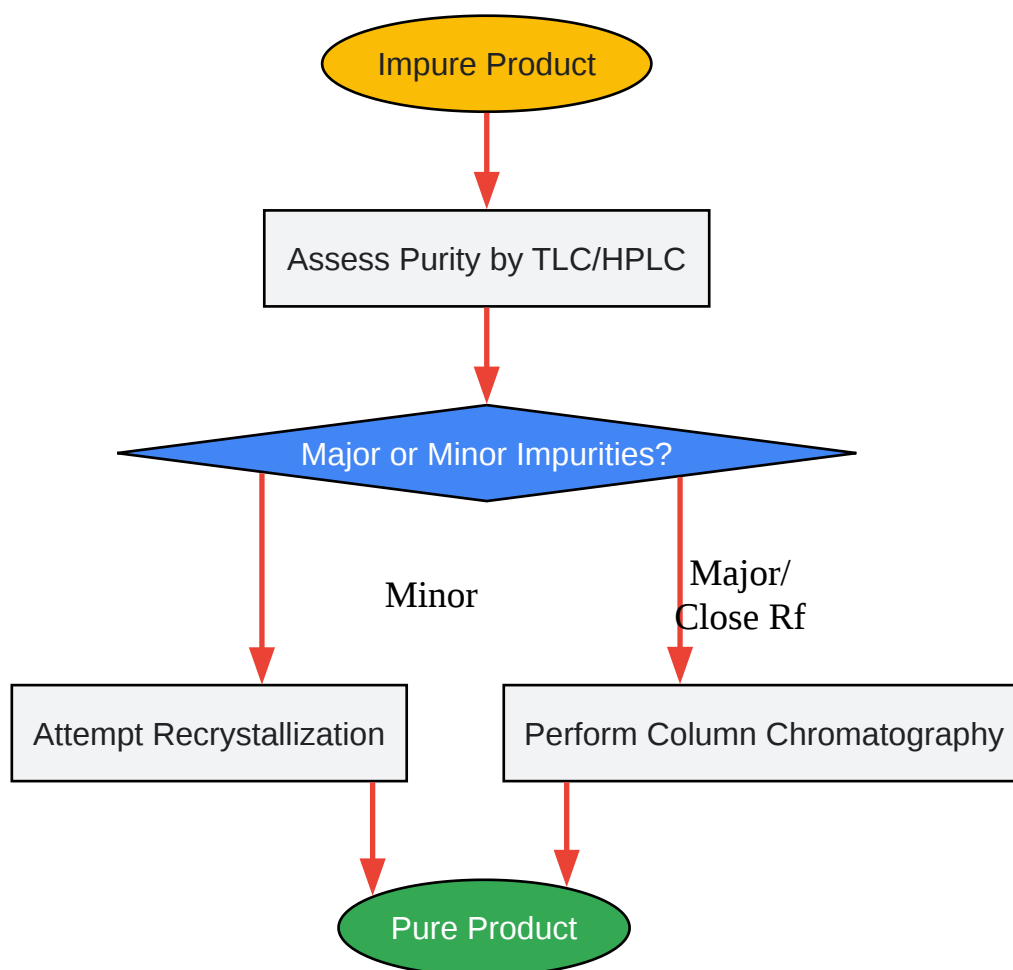 Impure Product
Assess Purity by TLC/HPLC
Major or Minor Impurities?
Minor
Major/
Close Rf
Attempt Recrystallization
Perform Column Chromatography
Pure Product